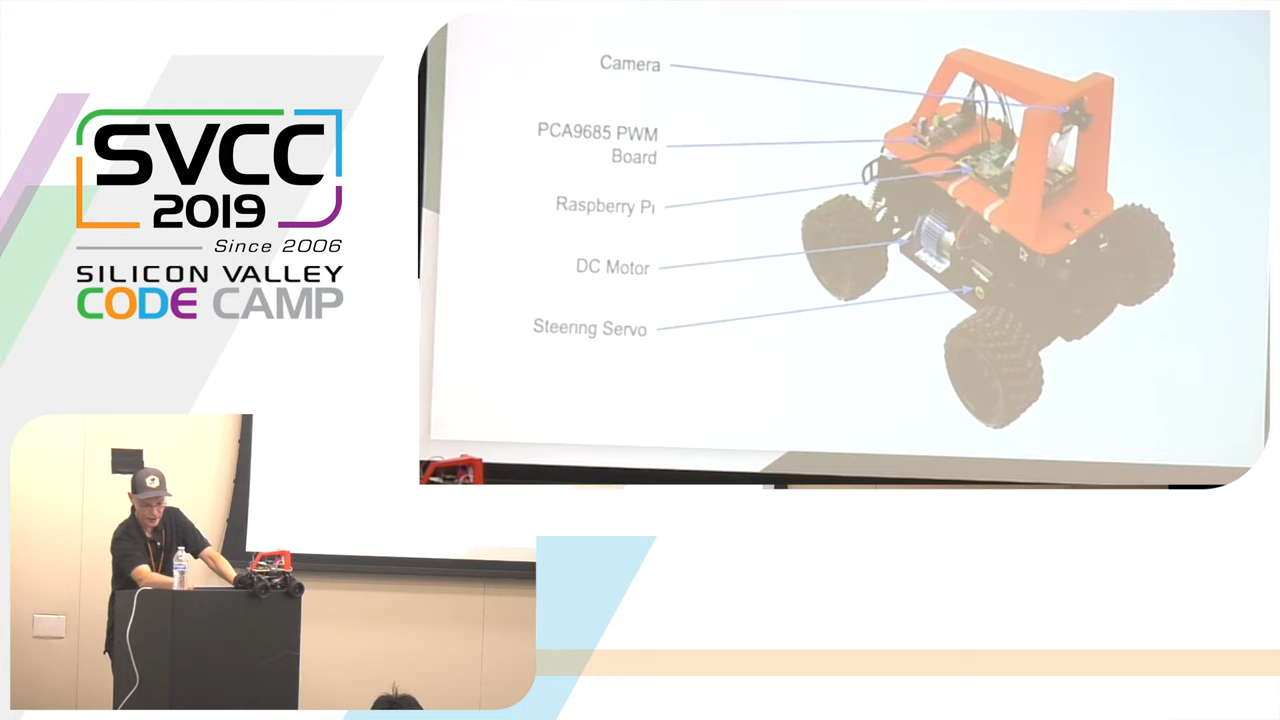 SVCC
2019
Since 2006
SILICON VALLEY
CODE CAMP
Camera
PCA9685 PWM
Board
Raspberry Pi
DC Motor
Steering Servo